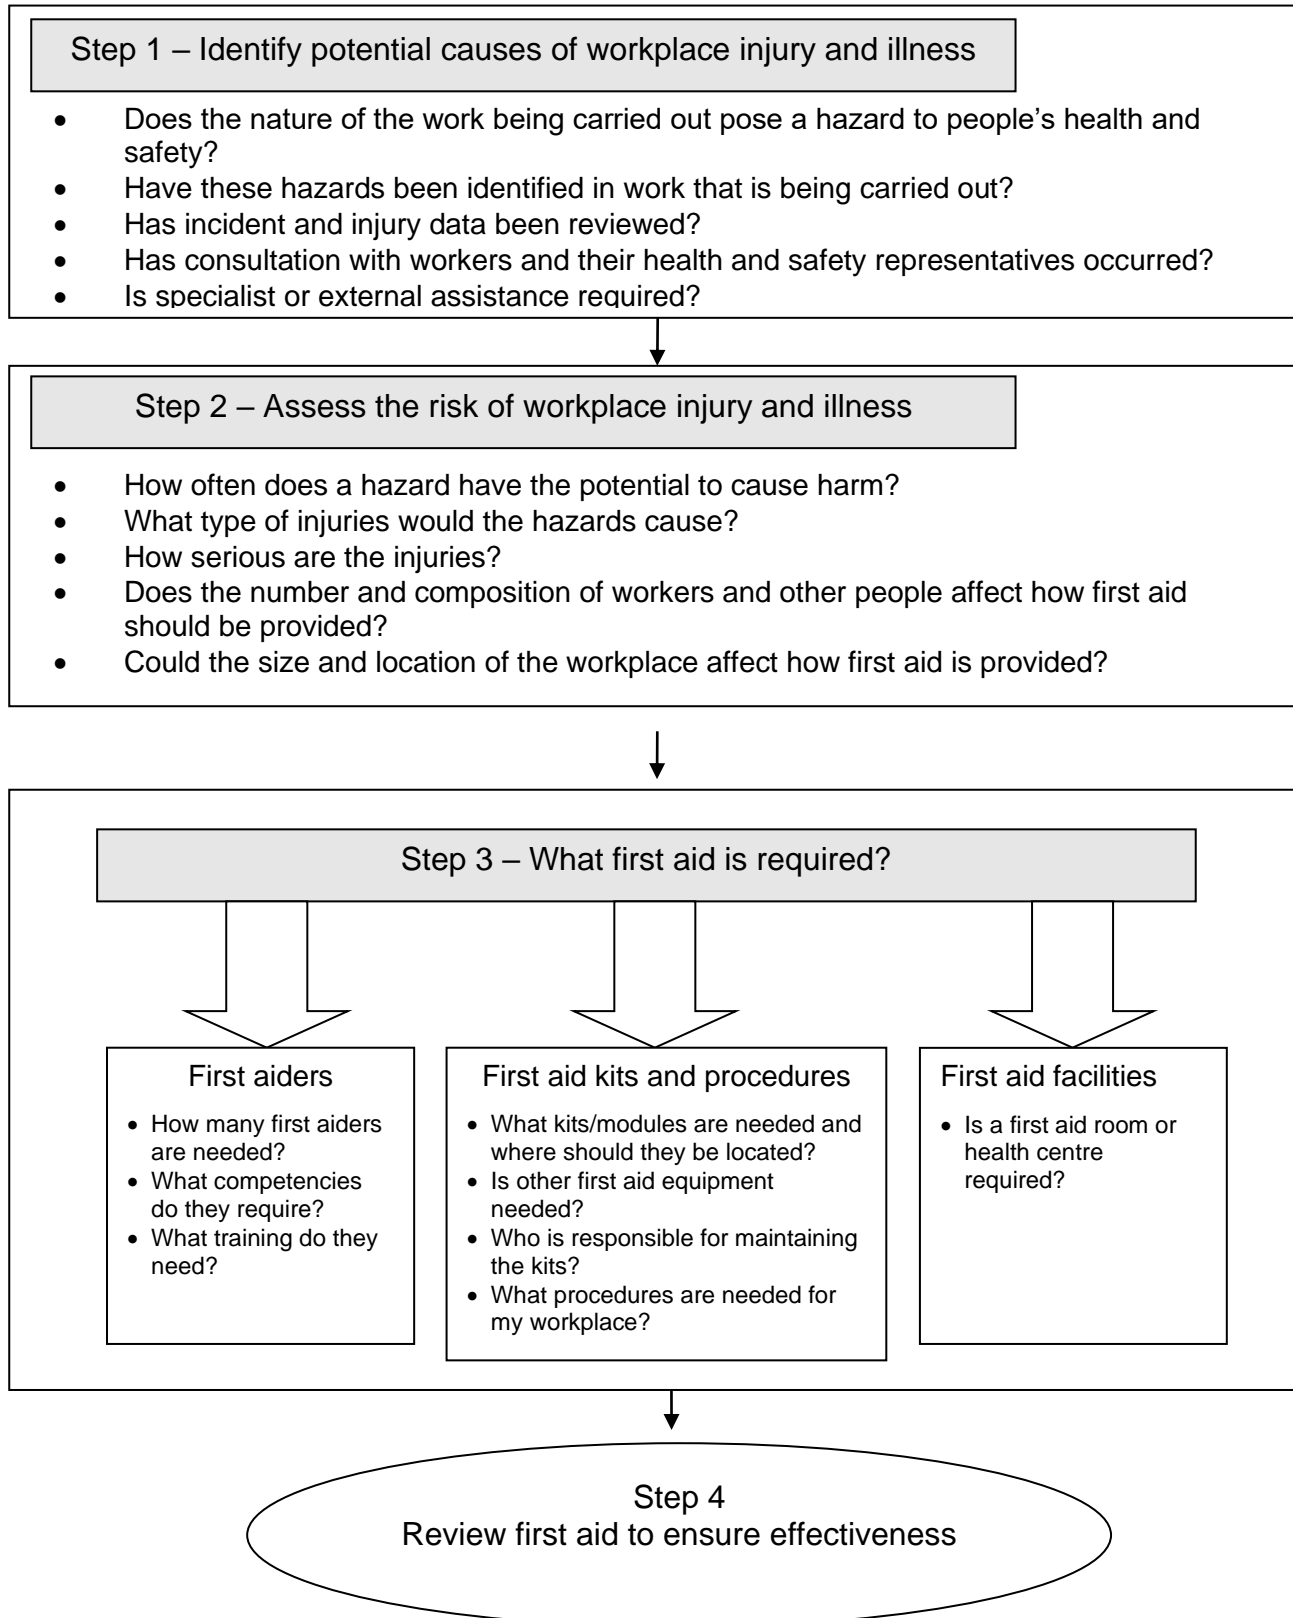 Step 1 – Identify potential causes of workplace injury and illness
• Does the nature of the work being carried out pose a hazard to people’s health and
safety?
• Have these hazards been identified in work that is being carried out?
• Has incident and injury data been reviewed?
• Has consultation with workers and their health and safety representatives occurred?
• Is specialist or external assistance required?
Step 2 – Assess the risk of workplace injury and illness
• How often does a hazard have the potential to cause harm?
• What type of injuries would the hazards cause?
• How serious are the injuries?
• Does the number and composition of workers and other people affect how first aid
should be provided?
• Could the size and location of the workplace affect how first aid is provided?
Step 3 – What first aid is required?
First aiders
• How many first aiders
are needed?
• What competencies
do they require?
• What training do they
need?
First aid kits and procedures
• What kits/modules are needed and
where should they be located?
• Is other first aid equipment
needed?
• Who is responsible for maintaining
the kits?
• What procedures are needed for
my workplace?
First aid facilities
• Is a first aid room or
health centre
required?
Step 4
Review first aid to ensure effectiveness